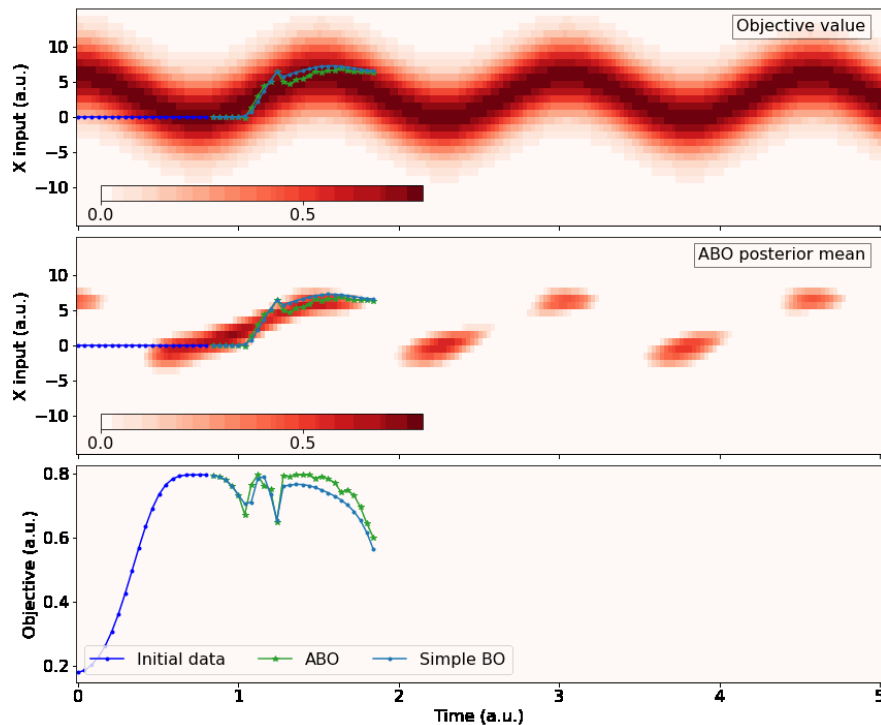 Objective value
X input (a.u.)
10
5
0
−5
−10
0.0 0.5
ABO posterior mean
X input (a.u.)
10
5
0
−5
−10
0.0 0.5
Objective (a.u.)
0.8
0.6
0.4
0.2
Initial data ABO Simple BO
0 1 2 3 4 5
Time (a.u.)